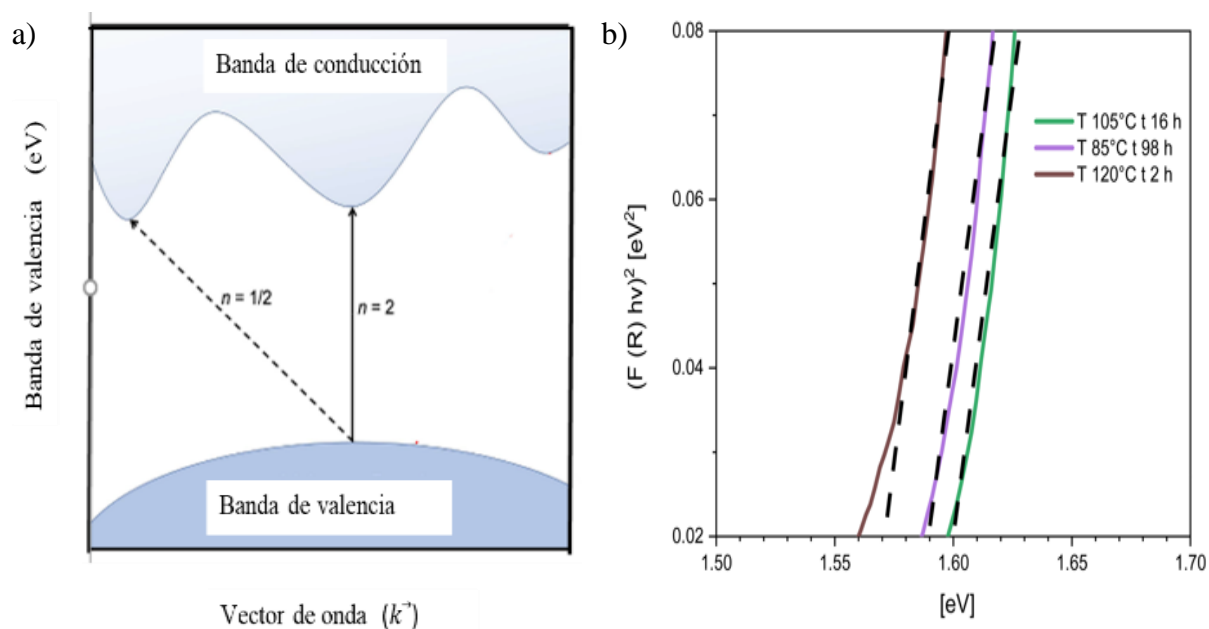 a)
Banda de conducción
Banda de valencia (eV)
n = 1/2
n = 2
Banda de valencia
Vector de onda (k→)
b)
(F (R) hv)² [eV²]
0.08
0.06
0.04
0.02
T 105°C t 16 h
T 85°C t 98 h
T 120°C t 2 h
1.50 1.55 1.60 1.65 1.70
[eV]